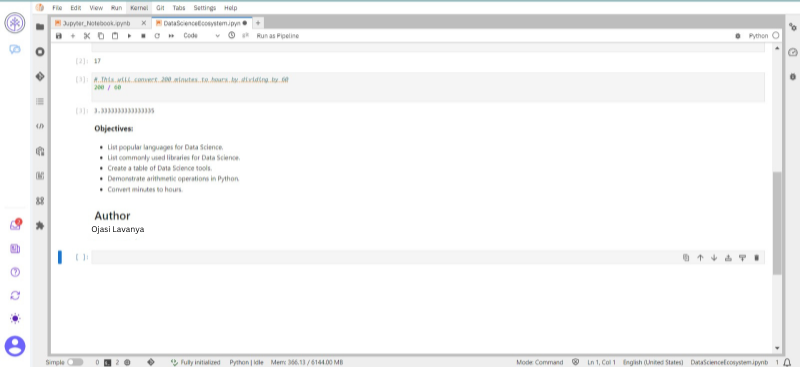 File Edit View Run Kernel Git Tabs Settings Help
Jupyter_Notebook.ipynb × DataScienceEcosystem.ipyn +
Code Run as Pipeline Python
[2]: 17
[3]: # This will convert 200 minutes to hours by dividing by 60
200 / 60
[3]: 3.3333333333333335
Objectives:
• List popular languages for Data Science.
• List commonly used libraries for Data Science.
• Create a table of Data Science tools.
• Demonstrate arithmetic operations in Python.
• Convert minutes to hours.
Author
Ojasi Lavanya
[ ]:
Simple 0 2 Fully initialized Python | Idle Mem: 366.13 / 6144.00 MB Mode: Command Ln 1, Col 1 English (United States) DataScienceEcosystem.ipynb 1